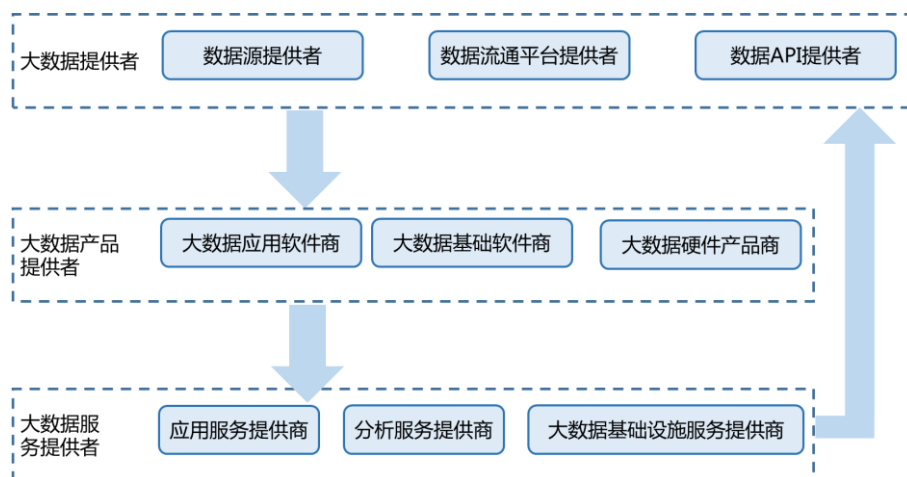 大数据提供者
数据源提供者
数据流通平台提供者
数据API提供者
大数据产品
提供者
大数据应用软件商
大数据基础软件商
大数据硬件产品商
大数据服
务提供者
应用服务提供商
分析服务提供商
大数据基础设施服务提供商